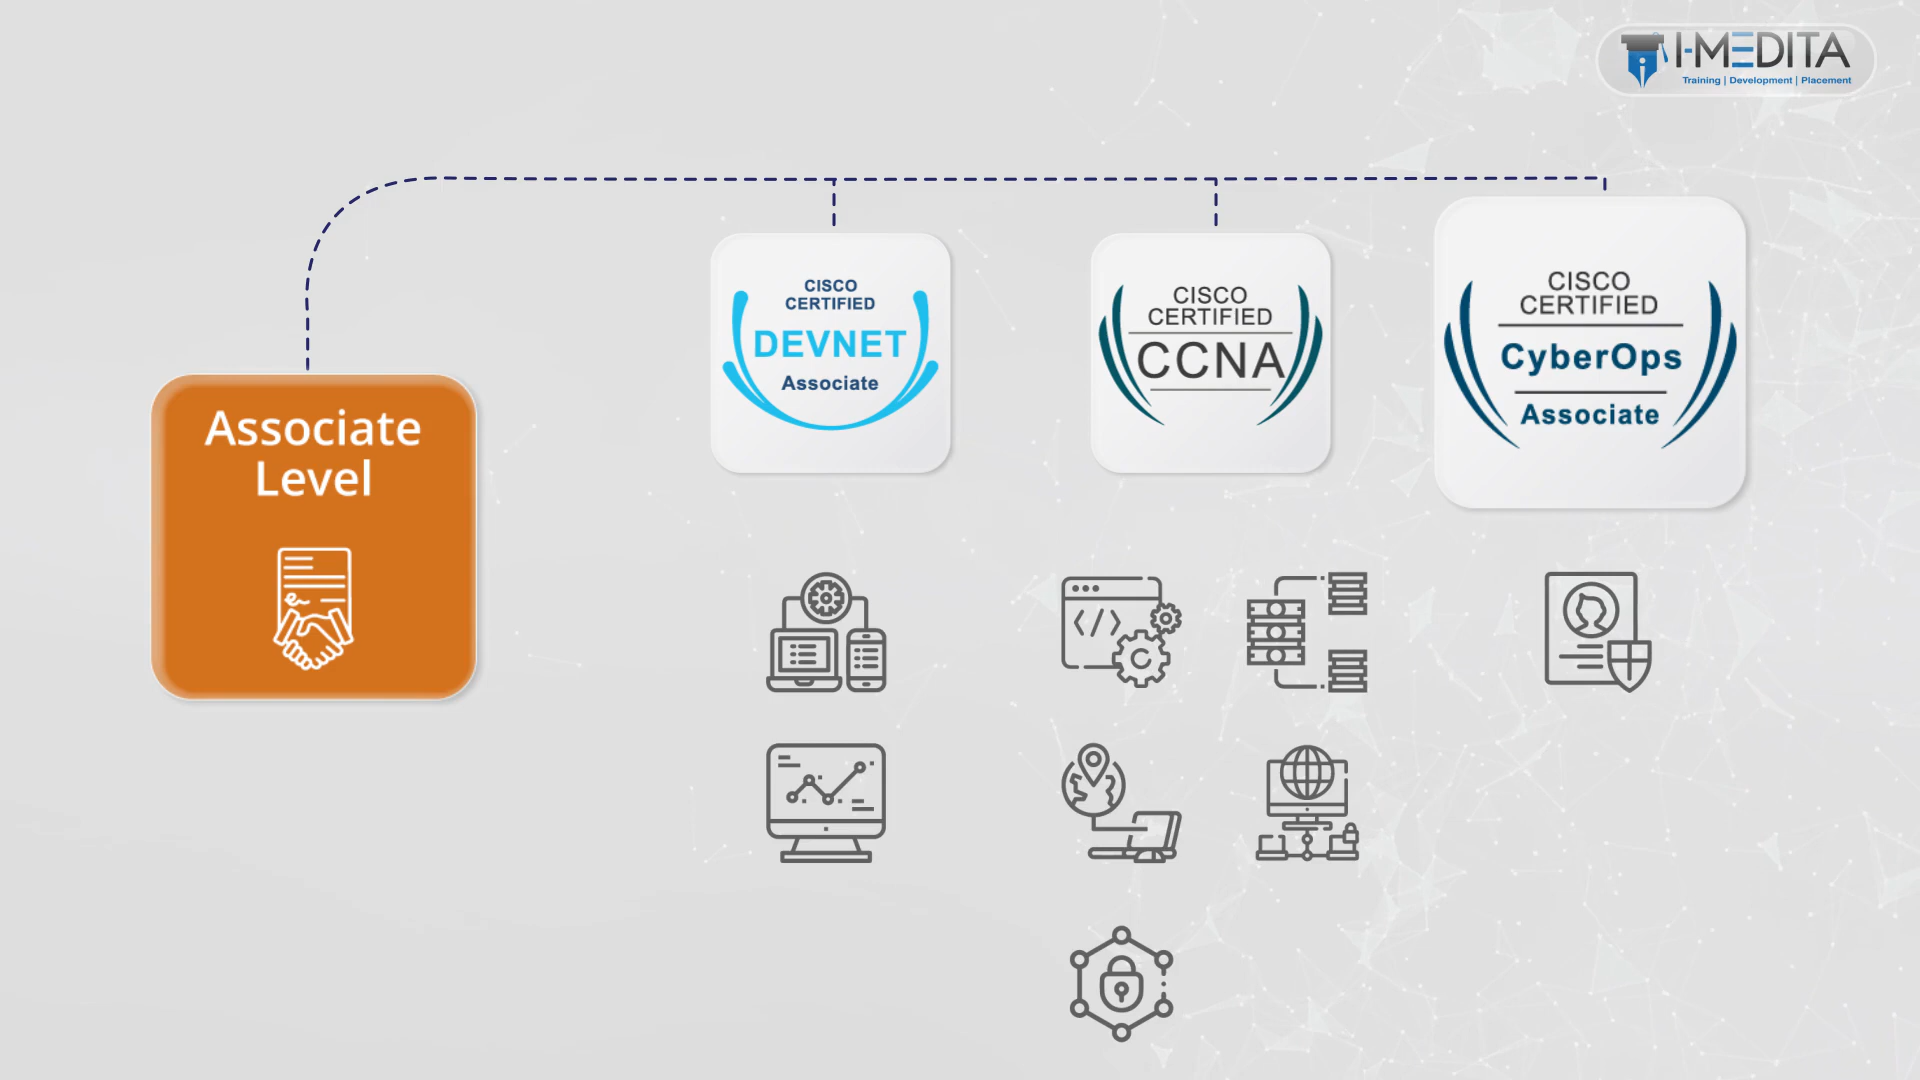 I-MEDITA
Training | Development | Placement
Associate
Level
CISCO
CERTIFIED
DEVNET
Associate
CISCO
CERTIFIED
CCNA
CISCO
CERTIFIED
CyberOps
Associate